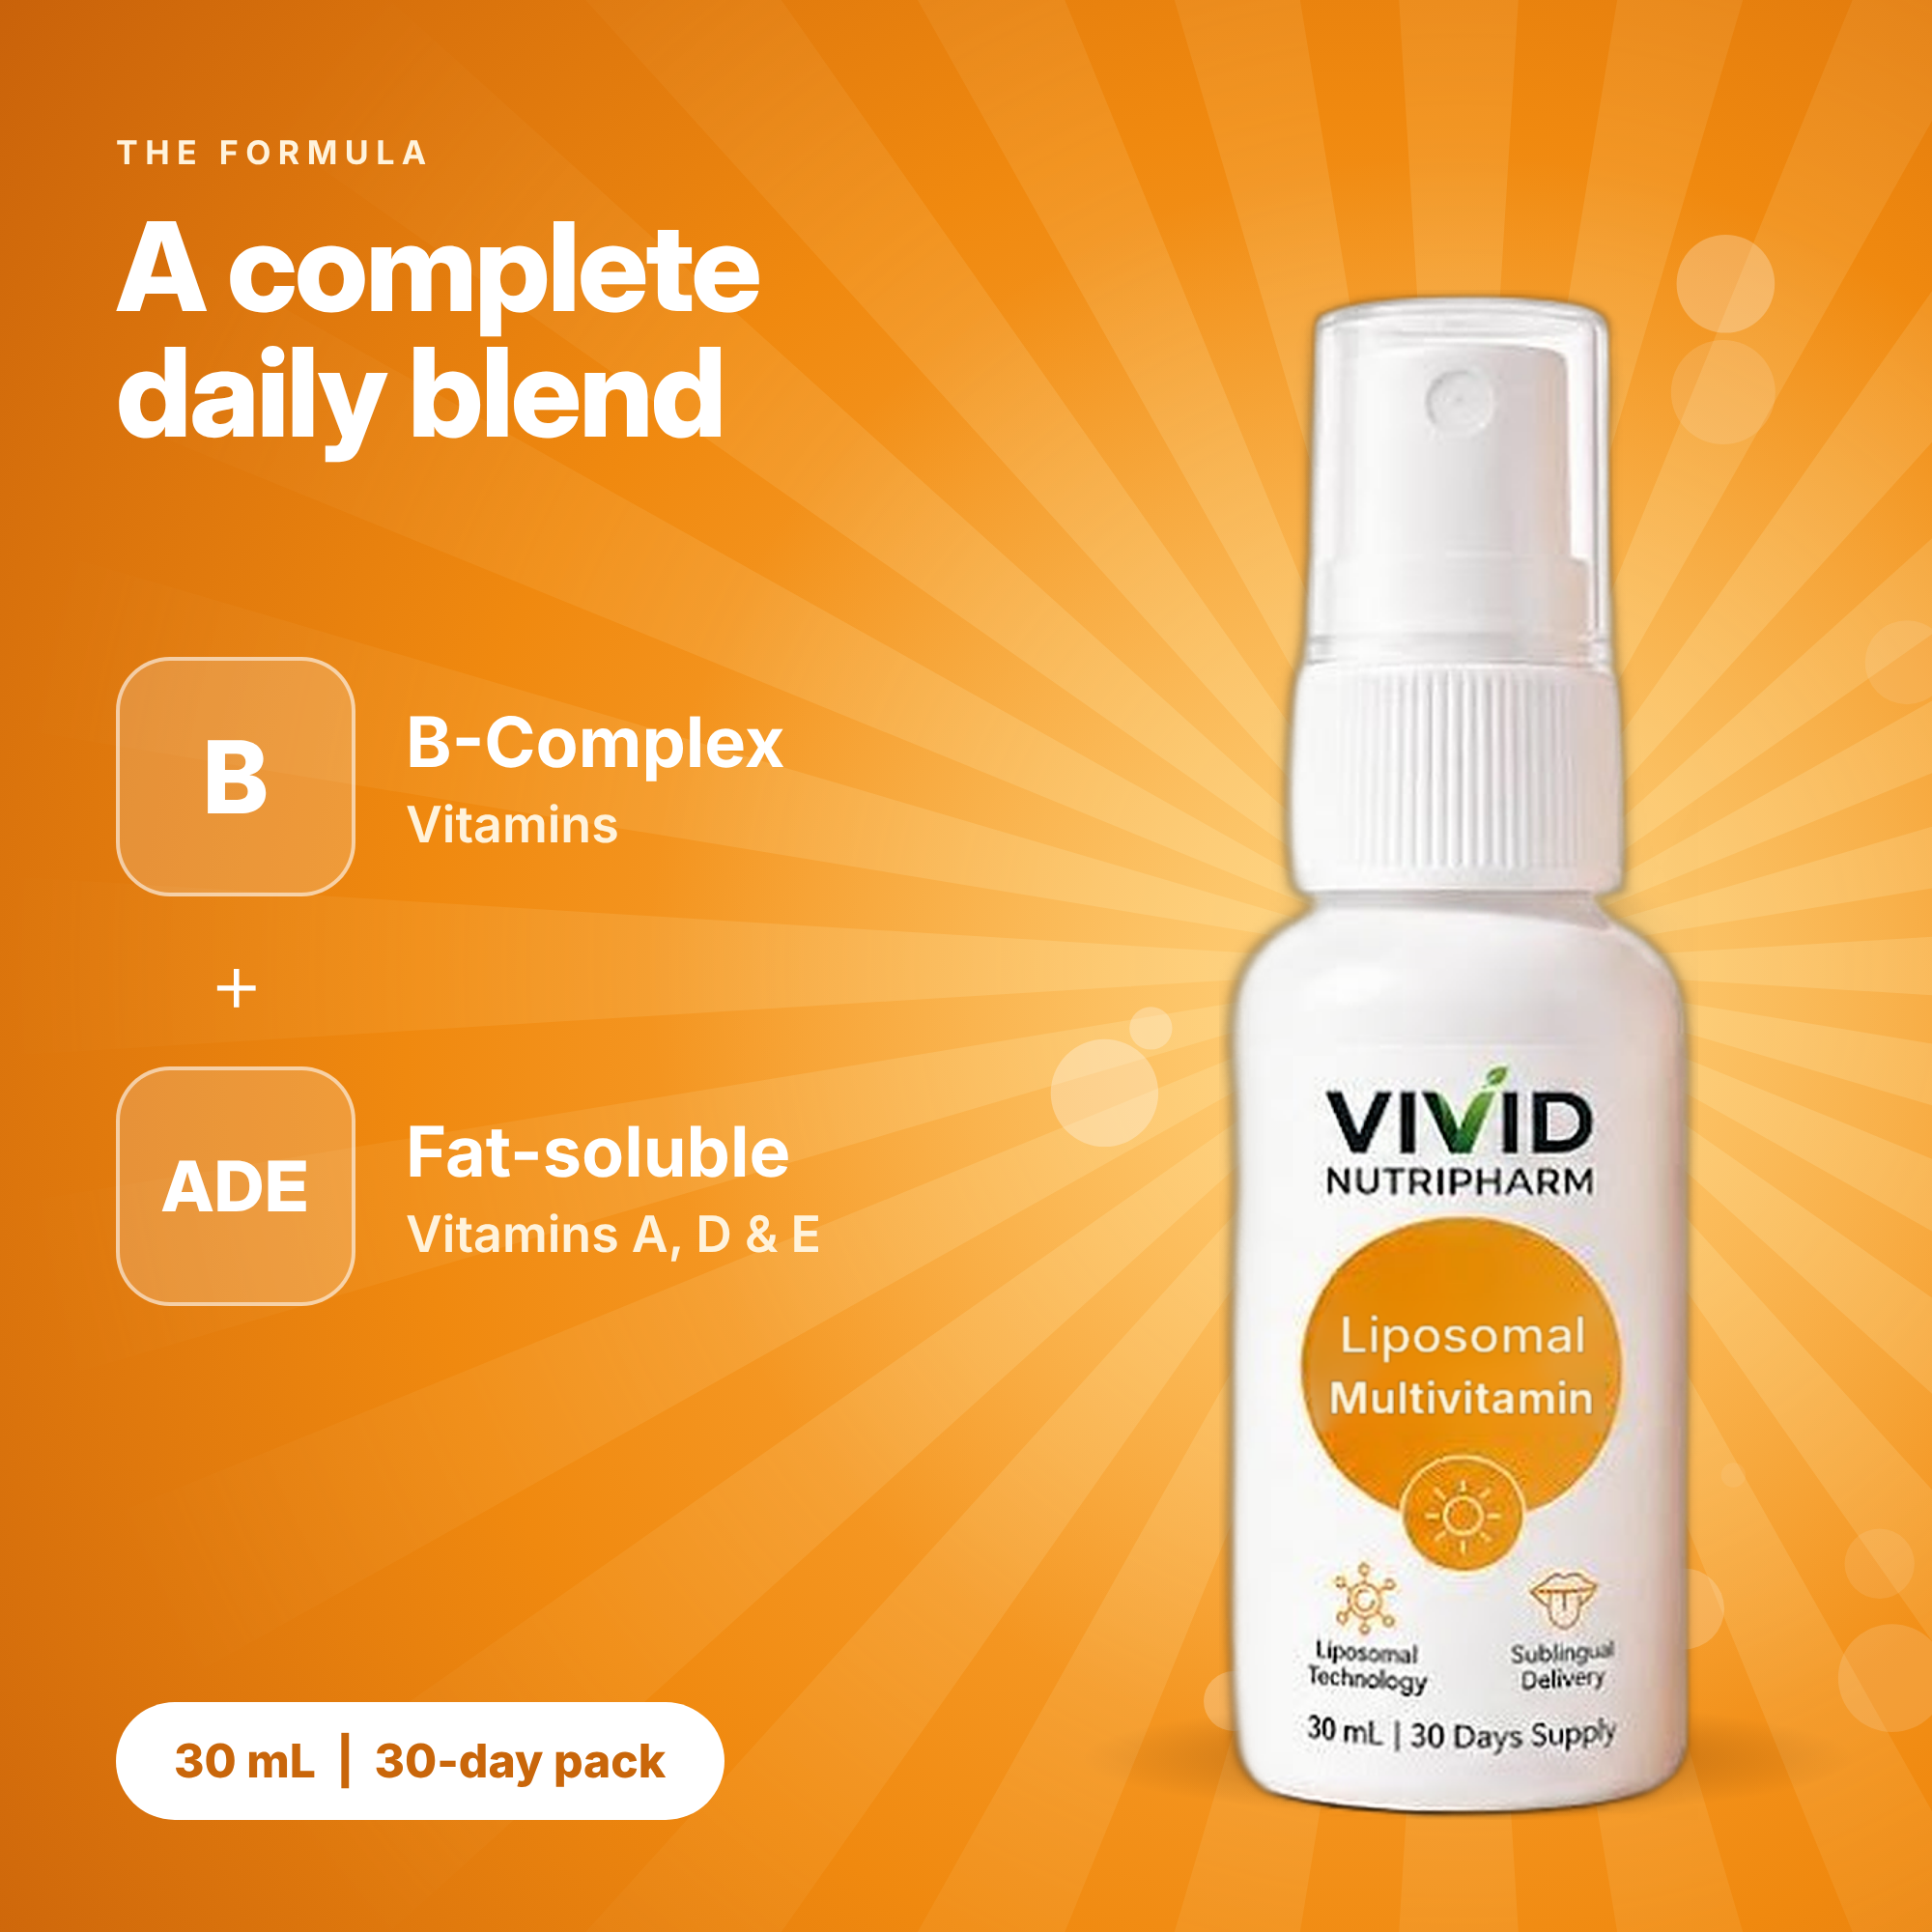 THE FORMULA
A complete
daily blend
B
B-Complex
Vitamins
+
ADE
Fat-soluble
Vitamins A, D & E
30 mL | 30-day pack
VIVID
NUTRIPHARM
Liposomal
Multivitamin
Liposomal
Technology
Sublingual
Delivery
30 mL | 30 Days Supply